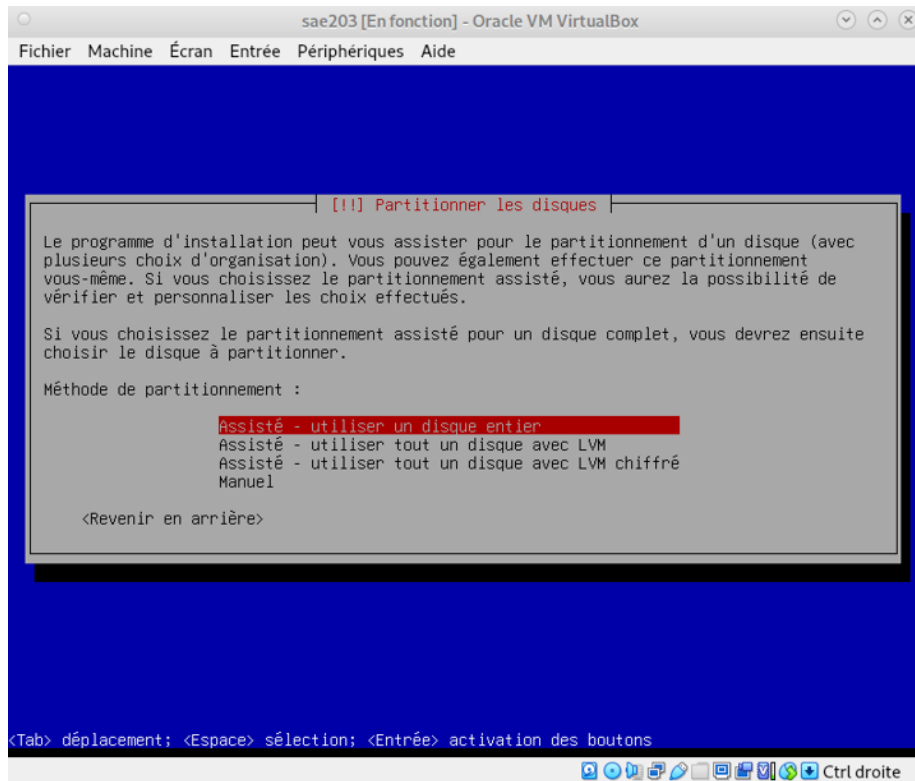 sae203 [En fonction] - Oracle VM VirtualBox
Fichier Machine Écran Entrée Périphériques Aide
[!!] Partitionner les disques
Le programme d'installation peut vous assister pour le partitionnement d'un disque (avec
plusieurs choix d'organisation). Vous pouvez également effectuer ce partitionnement
vous-même. Si vous choisissez le partitionnement assisté, vous aurez la possibilité de
vérifier et personnaliser les choix effectués.
Si vous choisissez le partitionnement assisté pour un disque complet, vous devrez ensuite
choisir le disque à partitionner.
Méthode de partitionnement :
Assisté - utiliser un disque entier
Assisté - utiliser tout un disque avec LVM
Assisté - utiliser tout un disque avec LVM chiffré
Manuel
<Revenir en arrière>
<Tab> déplacement; <Espace> sélection; <Entrée> activation des boutons
Ctrl droite